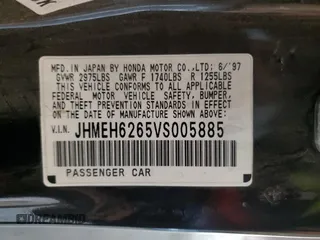 MFD. IN JAPAN BY HONDA MOTOR CO., LTD: 6/'97
GVWR 2975LBS GAWR F 1740LBS R 1255LBS
THIS VEHICLE CONFORMS TO ALL APPLICABLE
FEDERAL MOTOR VEHICLE SAFETY, BUMPER,
AND THEFT PREVENTION STANDARDS IN EFFECT ON
THE DATE OF MANUFACTURE SHOWN ABOVE.
V.I.N. JHMEH6265VS005885
PASSENGER CAR
DREAMBID